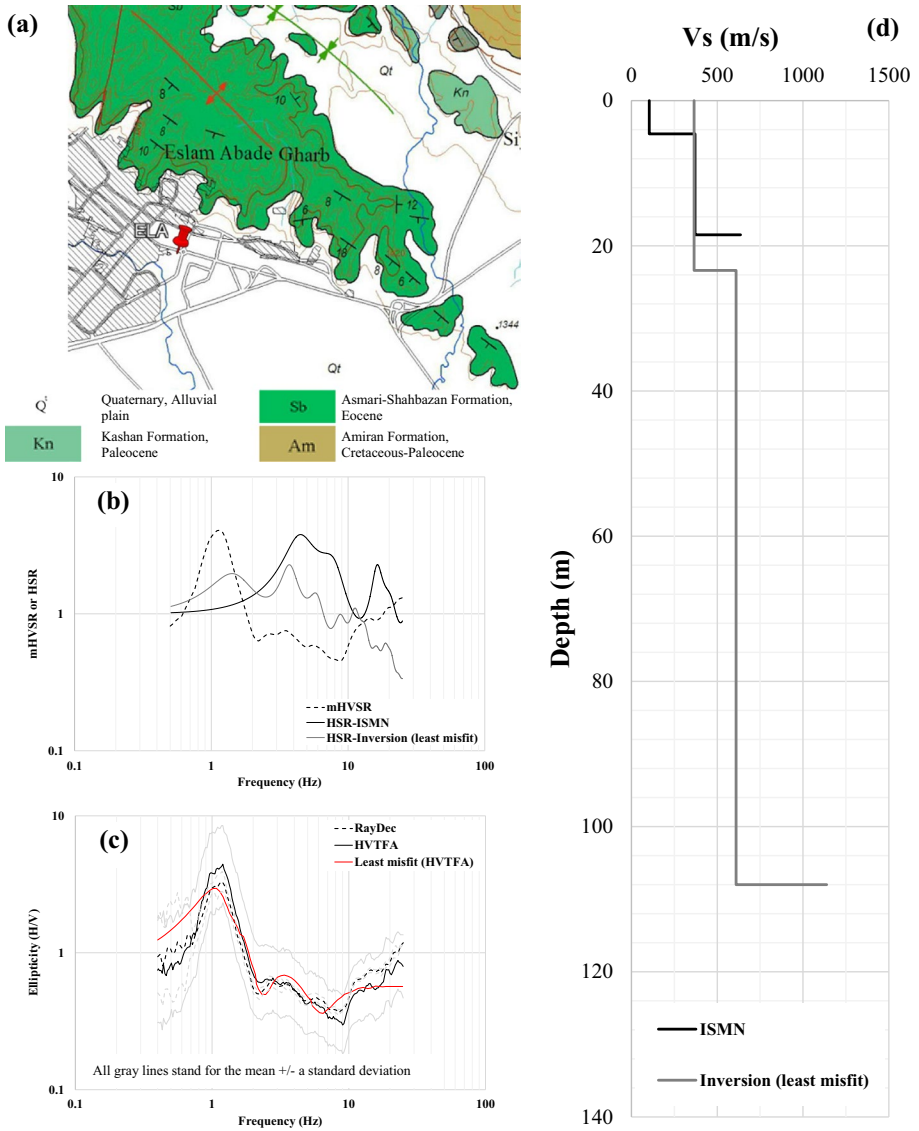 (a)
Sb
Qt
Kn
8
10
8
10
Eslam Abade Gharb
ELA
8
12
6
18
8
6
1344
Qt
Quaternary, Alluvial
plain
Kn
Kashan Formation,
Paleocene
Sb
Asmari-Shahbazan Formation,
Eocene
Am
Amiran Formation,
Cretaceous-Paleocene
(b)
10
1
0.1
0.1
1
10
100
mHVSR or HSR
Frequency (Hz)
mHVSR
HSR-ISMN
HSR-Inversion (least misfit)
(c)
10
1
0.1
0.1
1
10
100
Ellipticity (H/V)
Frequency (Hz)
RayDec
HVTFA
Least misfit (HVTFA)
All gray lines stand for the mean +/- a standard deviation
Vs (m/s)
(d)
0
500
1000
1500
0
20
40
60
80
100
120
140
Depth (m)
ISMN
Inversion (least misfit)